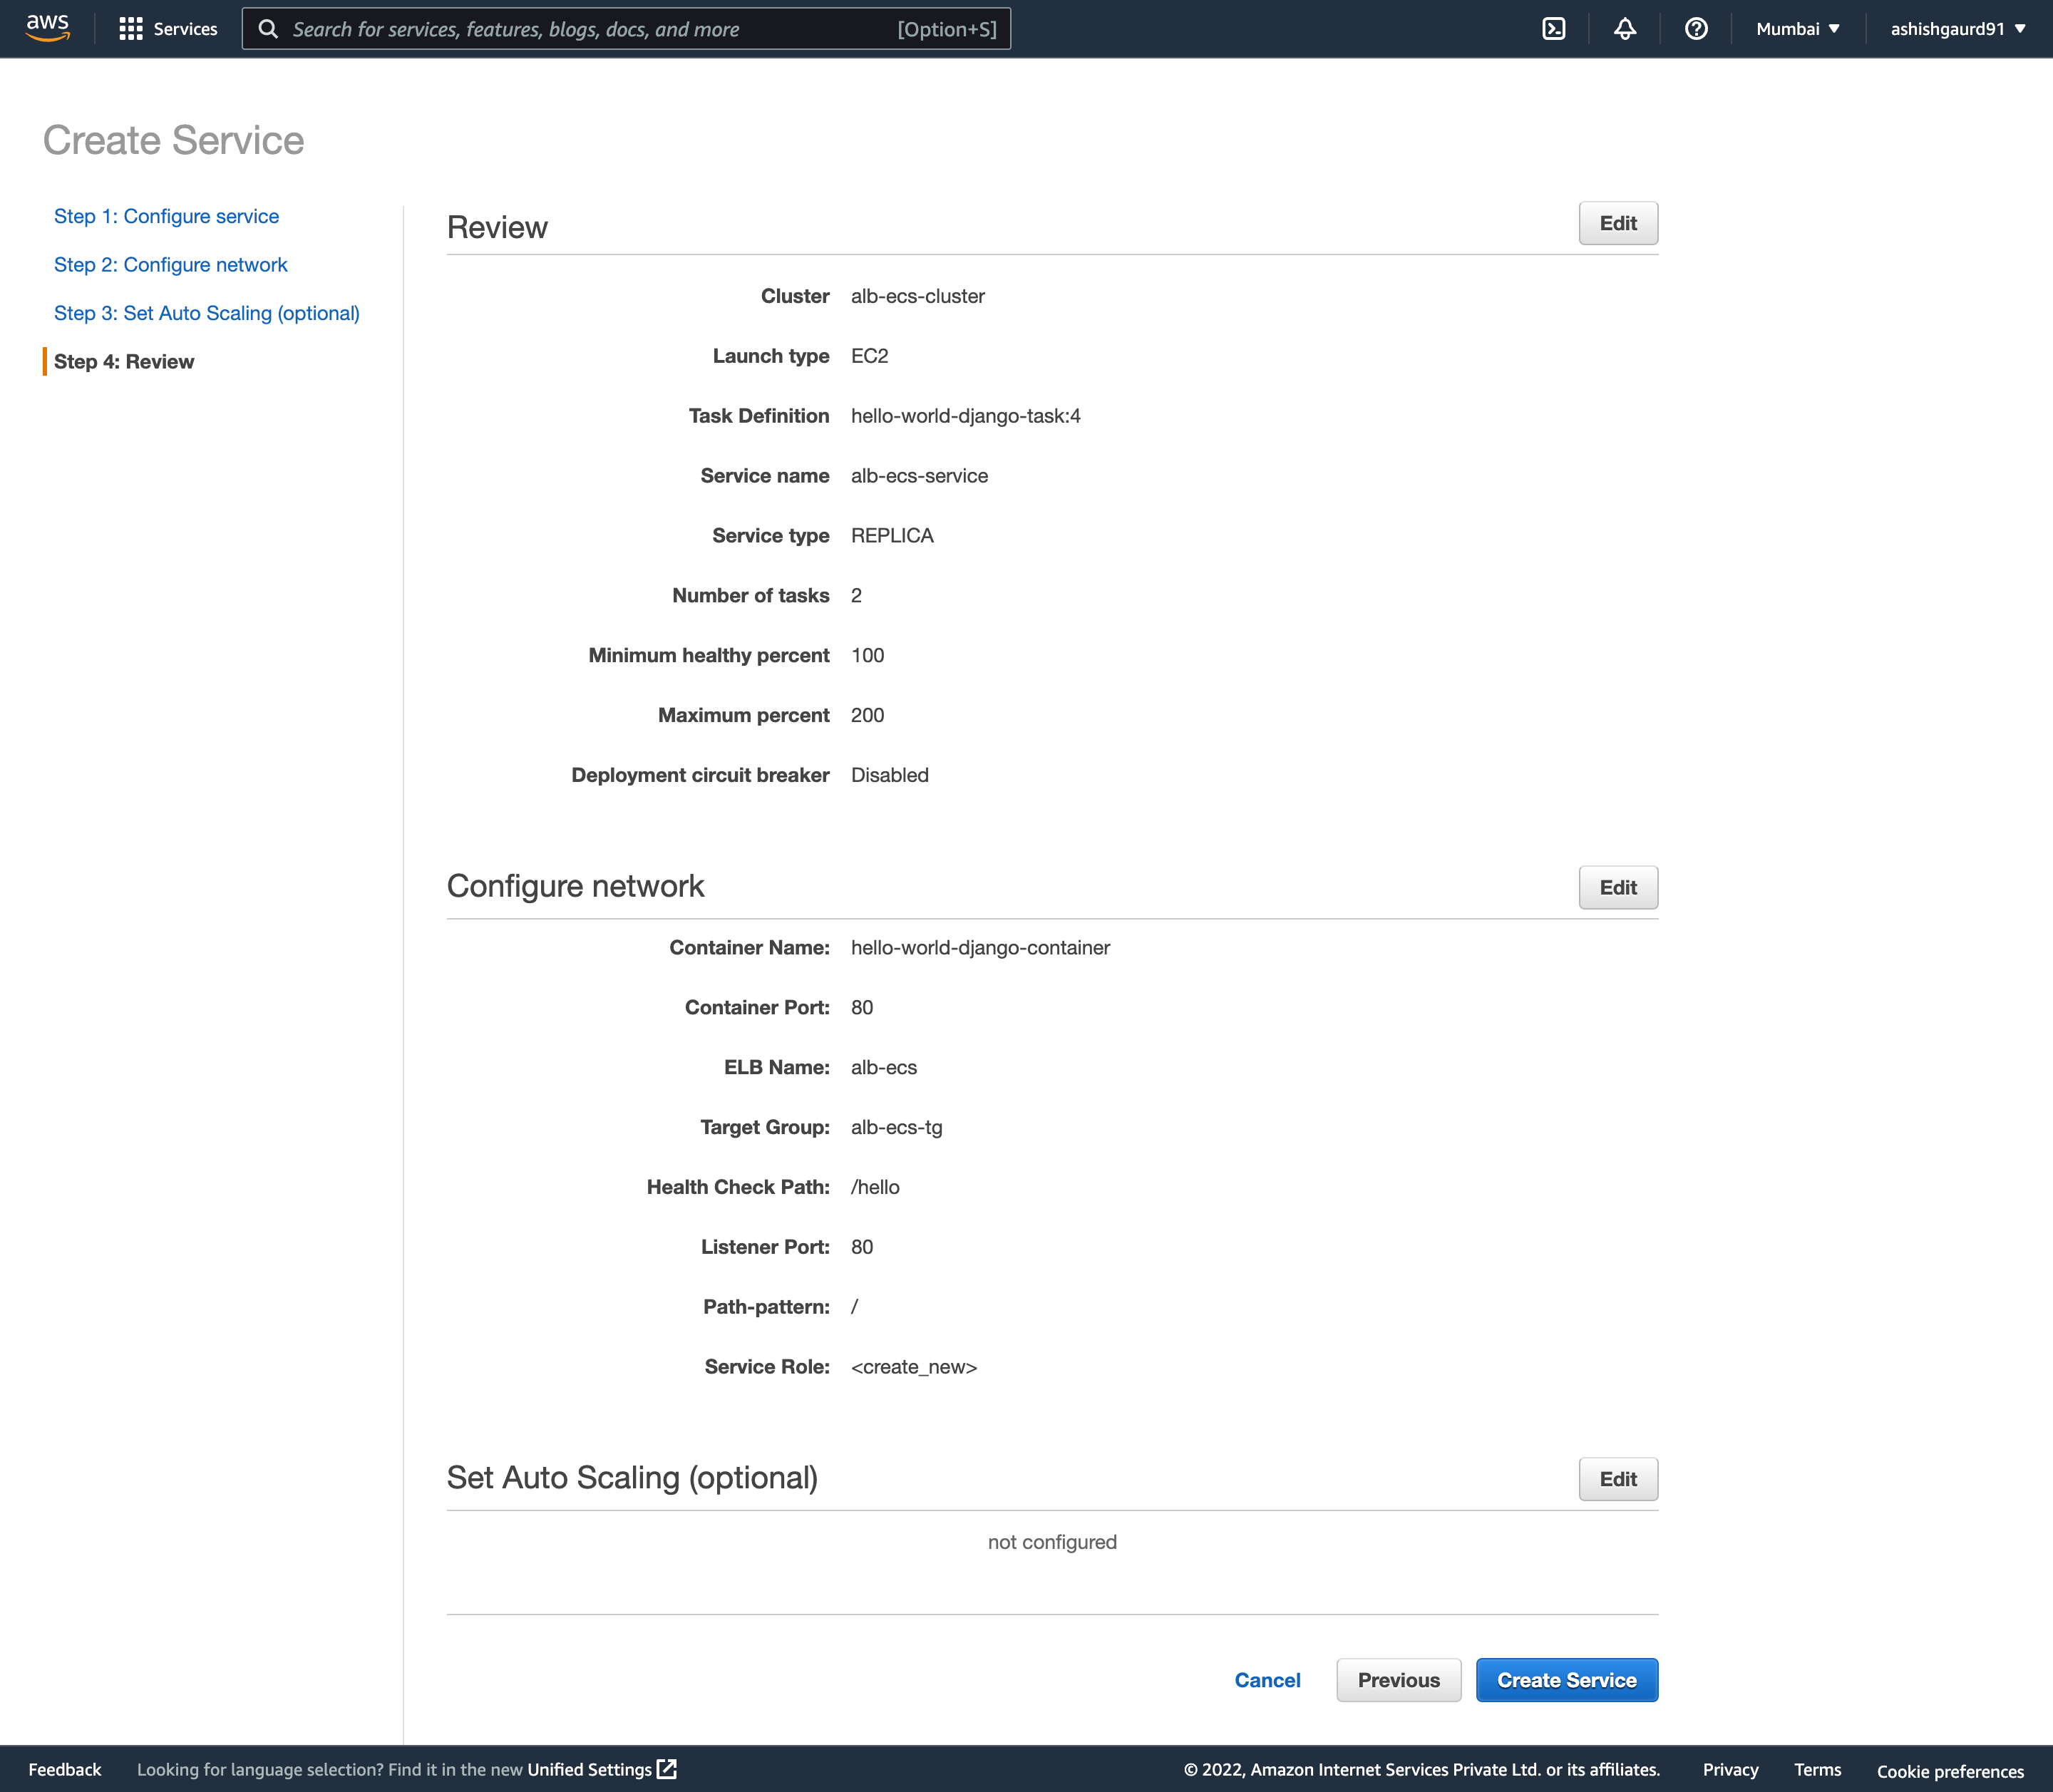 aws Services Search for services, features, blogs, docs, and more [Option+S] Mumbai ▼ ashishgaurd91 ▼
Create Service
Step 1: Configure service
Step 2: Configure network
Step 3: Set Auto Scaling (optional)
Step 4: Review
Review Edit
Cluster alb-ecs-cluster
Launch type EC2
Task Definition hello-world-django-task:4
Service name alb-ecs-service
Service type REPLICA
Number of tasks 2
Minimum healthy percent 100
Maximum percent 200
Deployment circuit breaker Disabled
Configure network Edit
Container Name: hello-world-django-container
Container Port: 80
ELB Name: alb-ecs
Target Group: alb-ecs-tg
Health Check Path: /hello
Listener Port: 80
Path-pattern: /
Service Role: <create_new>
Set Auto Scaling (optional) Edit
not configured
Cancel Previous Create Service
Feedback Looking for language selection? Find it in the new Unified Settings © 2022, Amazon Internet Services Private Ltd. or its affiliates. Privacy Terms Cookie preferences